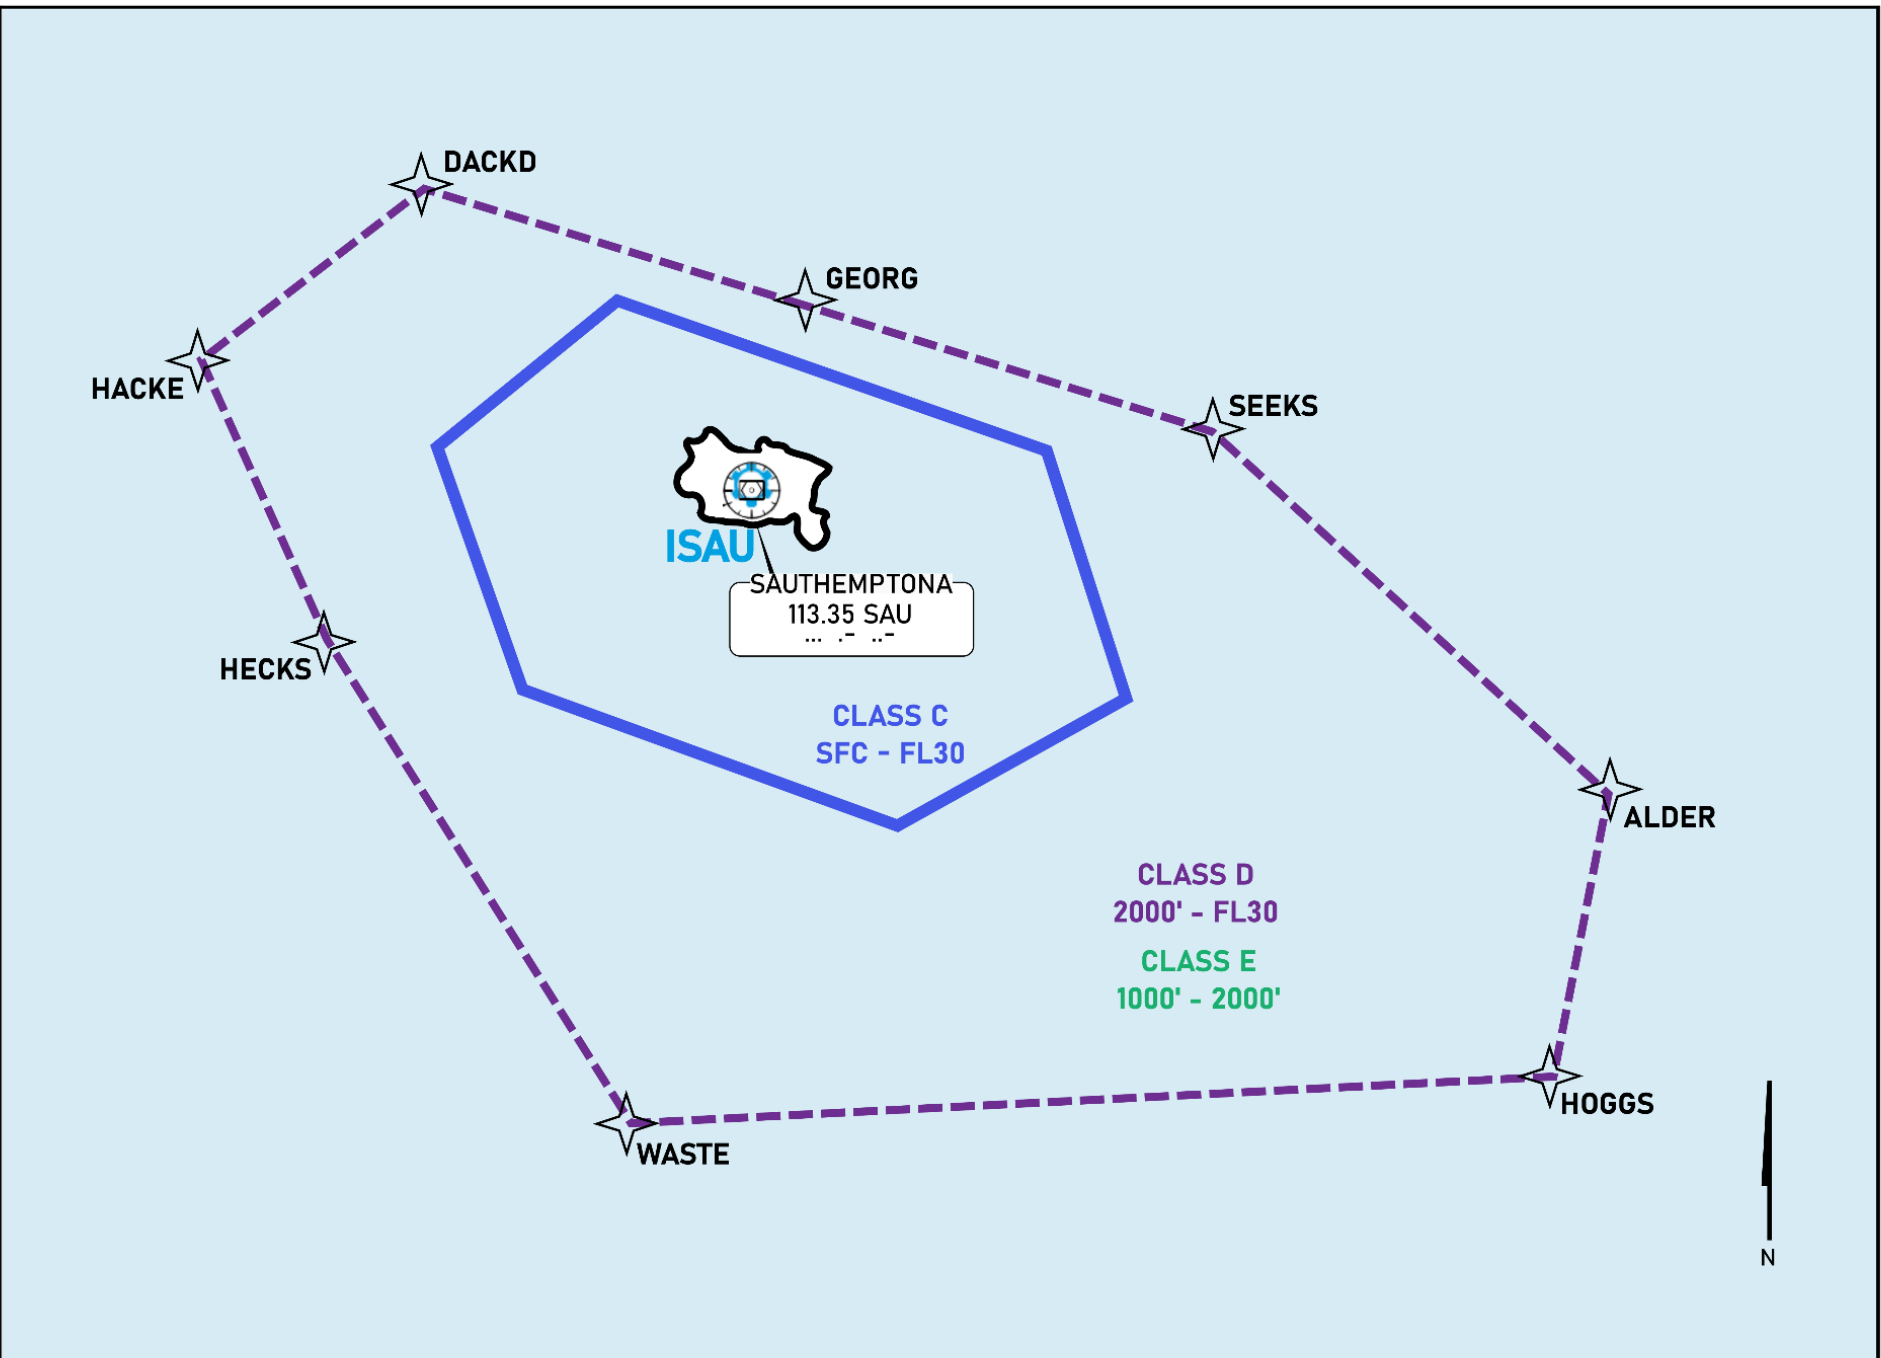 DACKD
GEORG
HACKE
SEEKS
ISAU
SAUTHEMPTONA
113.35 SAU
... .- ..-
HECKS
CLASS C
SFC - FL30
ALDER
CLASS D
2000' - FL30
CLASS E
1000' - 2000'
HOGGS
WASTE
N